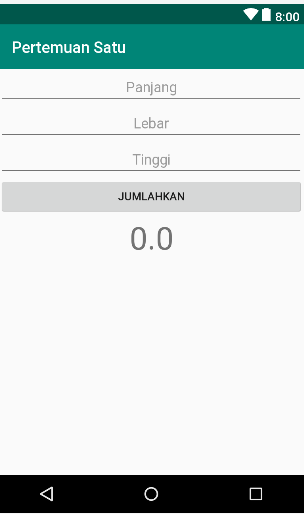 8:00
Pertemuan Satu
Panjang
Lebar
Tinggi
JUMLAHKAN
0.0